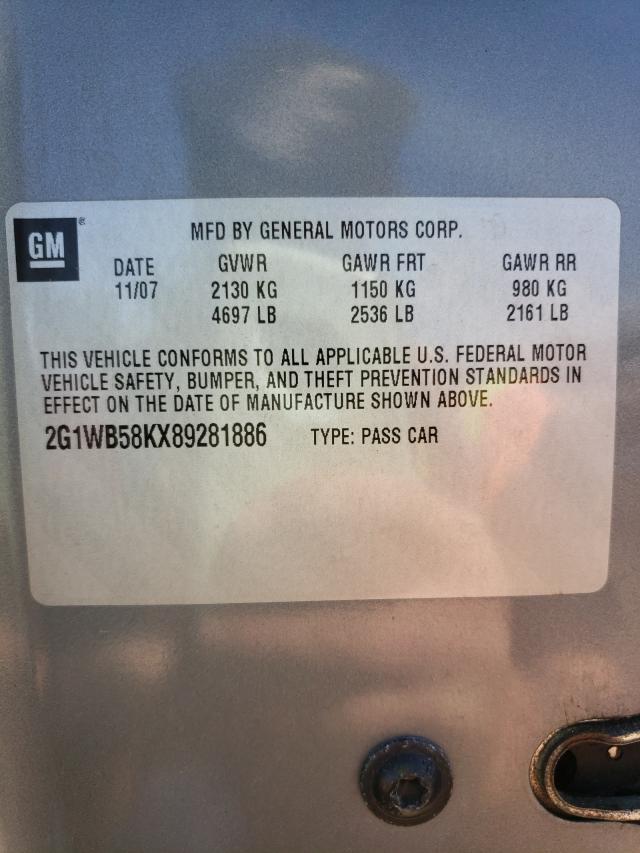 GM ®
MFD BY GENERAL MOTORS CORP.
DATE GVWR GAWR FRT GAWR RR
11/07 2130 KG 1150 KG 980 KG
4697 LB 2536 LB 2161 LB
THIS VEHICLE CONFORMS TO ALL APPLICABLE U.S. FEDERAL MOTOR
VEHICLE SAFETY, BUMPER, AND THEFT PREVENTION STANDARDS IN
EFFECT ON THE DATE OF MANUFACTURE SHOWN ABOVE.
2G1WB58KX89281886 TYPE: PASS CAR